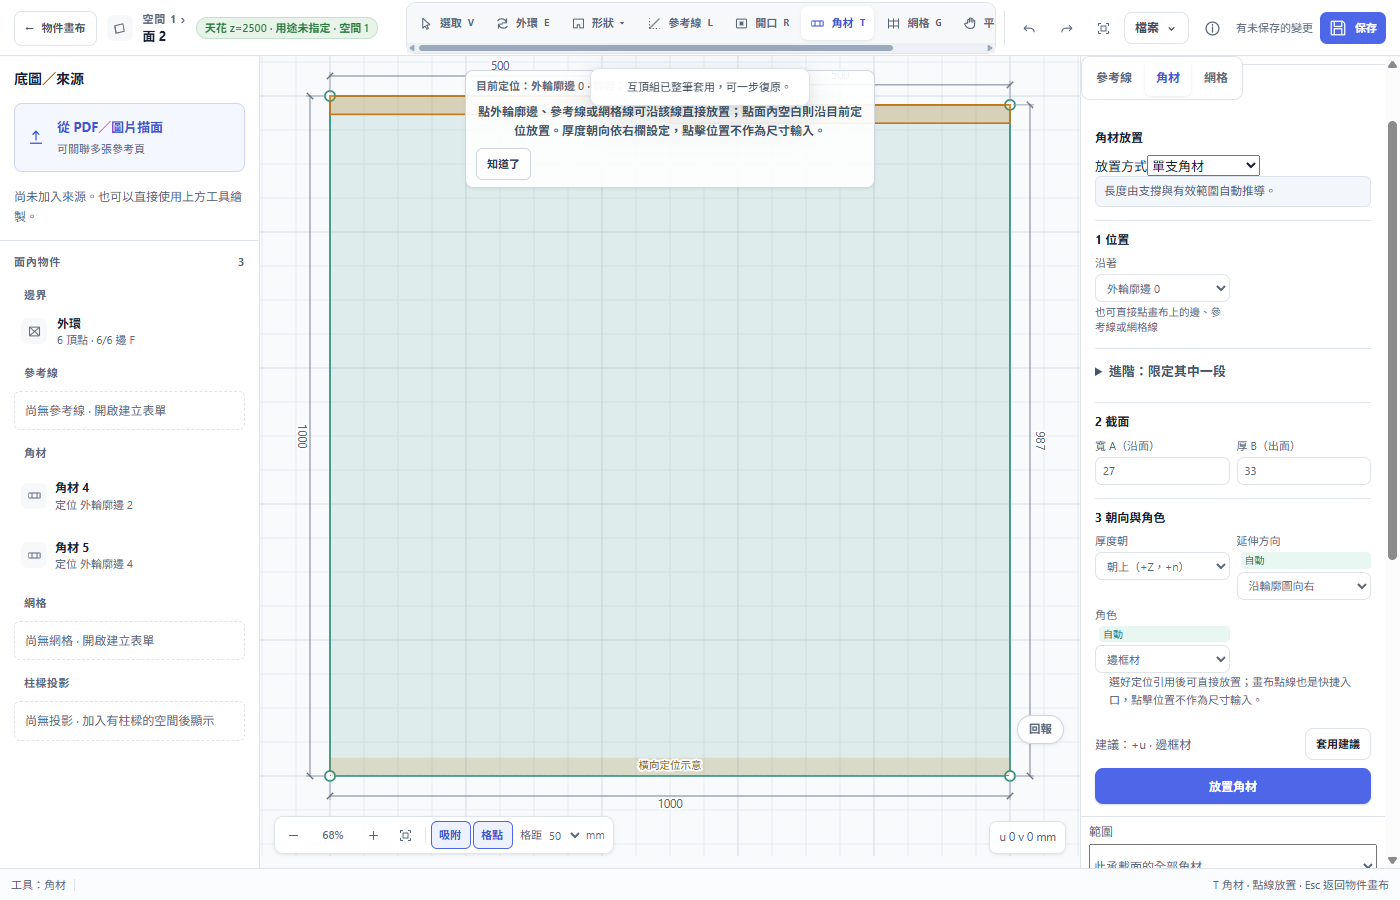 ← 物件畫布
空間 1 ›
面 2
天花 z=2500 · 用途未指定 · 空間 1
選取 V
外環 E
形狀
參考線 L
開口 R
角材 T
網格 G
平
檔案
有未保存的變更
保存
底圖／來源
從 PDF／圖片描面
可關聯多張參考頁
尚未加入來源。也可以直接使用上方工具繪
製。
面內物件 3
邊界
外環
6 頂點 · 6/6 邊 F
參考線
尚無參考線 · 開啟建立表單
角材
角材 4
定位 外輪廓邊 2
角材 5
定位 外輪廓邊 4
網格
尚無網格 · 開啟建立表單
柱樑投影
尚無投影 · 加入有柱樑的空間後顯示
500
500
目前定位：外輪廓邊 0 ·
互頂組已整筆套用，可一步復原。
點外輪廓邊、參考線或網格線可沿該線直接放置；點面內空白則沿目前定
位放置。厚度朝向依右欄設定，點擊位置不作為尺寸輸入。
知道了
1000
987
橫向定位示意
1000
回報
− 68% +
吸附
格點
格距 50 mm
u 0 v 0 mm
參考線
角材
網格
角材放置
放置方式 單支角材
長度由支撐與有效範圍自動推導。
1 位置
沿著
外輪廓邊 0
也可直接點畫布上的邊、參
考線或網格線
▶ 進階：限定其中一段
2 截面
寬 A（沿面） 厚 B（出面）
27 33
3 朝向與角色
厚度朝 延伸方向
朝上（+Z，+n） 自動
沿輪廓圖向右
角色
自動
邊框材
選好定位引用後可直接放置；畫布點線也是快捷入
口，點擊位置不作為尺寸輸入。
建議：+u · 邊框材 套用建議
放置角材
範圍
此承載面的全部角材
工具：角材
T 角材 · 點線放置 · Esc 返回物件畫布